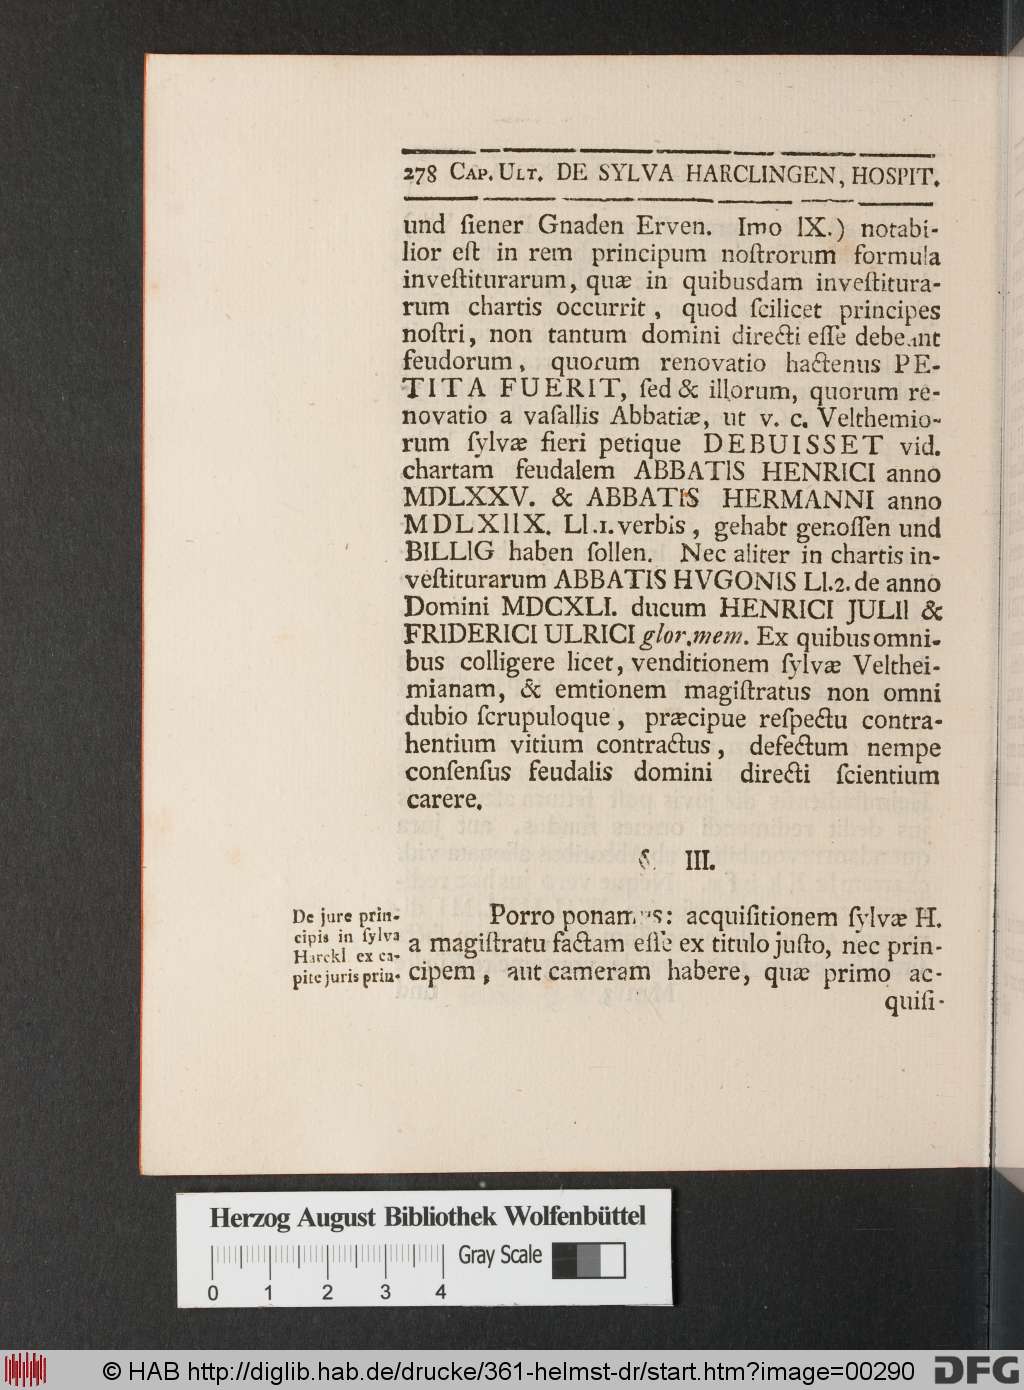 278 CAP. ULT. DE SYLVA HARCLINGEN, HOSPIT.
und ſiener Gnaden Erven. Imo IX.) notabi-
lior eſt in rem principum noſtrorum formula
inveſtiturarum, quæ in quibusdam inveſtitura-
rum chartis occurrit, quod ſcilicet principes
noſtri, non tantum domini directi eſſe debeant
feudorum, quorum renovatio hactenus PE-
TITA FUERIT, ſed & illorum, quorum re-
novatio a vaſallis Abbatiæ, ut v. c. Velthemio-
rum ſylvæ fieri petique DEBUISSET vid.
chartam feudalem ABBATIS HENRICI anno
MDLXXV. & ABBATIS HERMANNI anno
MDLXIIX. Ll.1. verbis, gehabt genoſſen und
BILLIG haben ſollen. Nec aliter in chartis in-
veſtiturarum ABBATIS HVGONIS Ll.2. de anno
Domini MDCXLI. ducum HENRICI JULII &
FRIDERICI ULRICI glor. mem. Ex quibus omni-
bus colligere licet, venditionem ſylvæ Velthei-
mianam, & emtionem magiſtratus non omni
dubio ſcrupuloque, præcipue reſpectu contra-
hentium vitium contractus, defectum nempe
conſenſus feudalis domini directi ſcientium
carere.
§. III.
De jure prin-
cipis in ſylva
Harckl ex ca-
pite juris prin-
Porro ponamus: acquiſitionem ſylvæ H.
a magiſtratu factam eſſe ex titulo juſto, nec prin-
cipem, aut cameram habere, quæ primo ac-
quiſi-
Herzog August Bibliothek Wolfenbüttel
Gray Scale
0 1 2 3 4
© HAB http://diglib.hab.de/drucke/361-helmst-dr/start.htm?image=00290
DFG